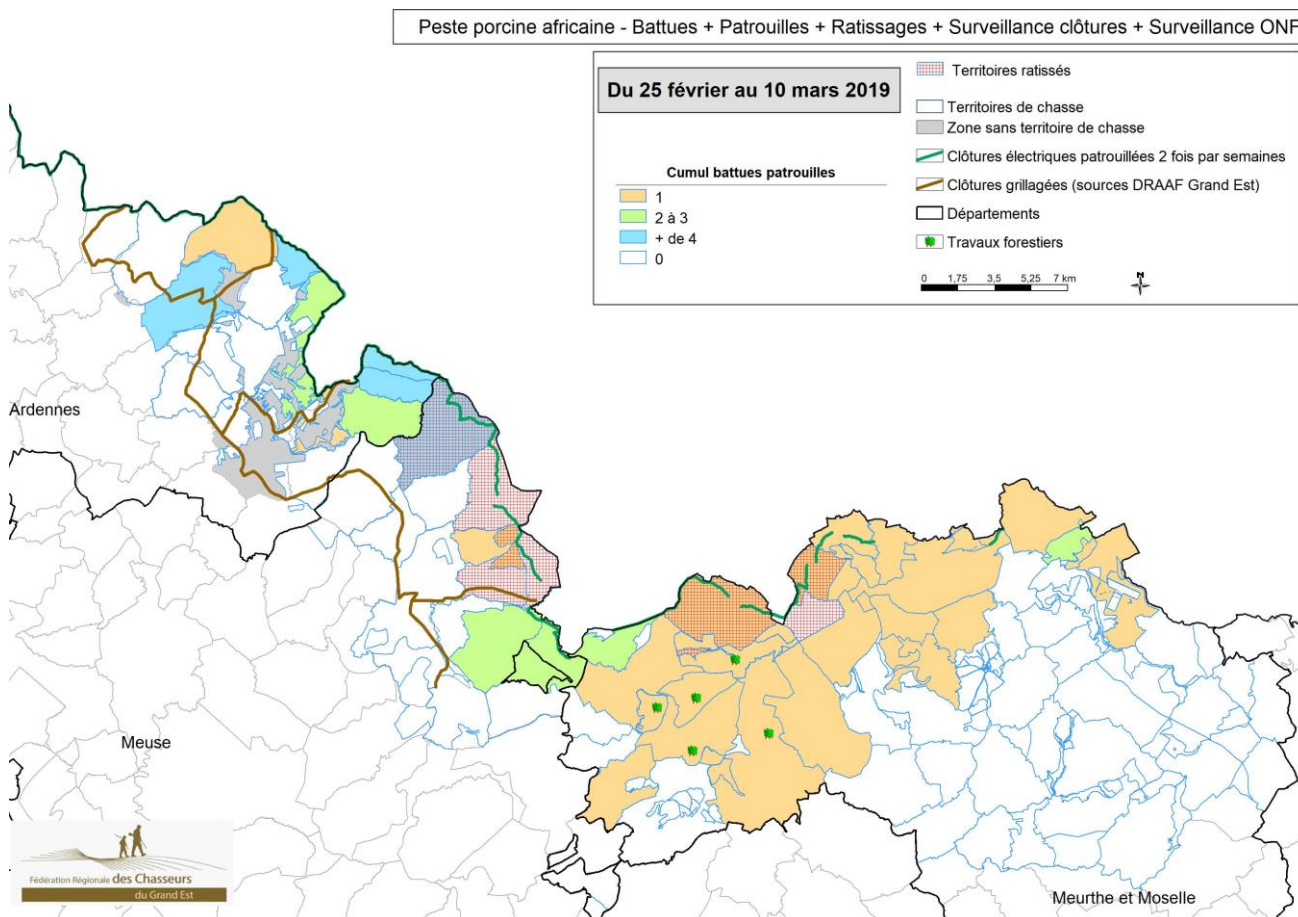 Peste porcine africaine - Battues + Patrouilles + Ratissages + Surveillance clôtures + Surveillance ONF
Du 25 février au 10 mars 2019
Territoires ratissés
Territoires de chasse
Zone sans territoire de chasse
Clôtures électriques patrouillées 2 fois par semaines
Clôtures grillagées (sources DRAAF Grand Est)
Départements
Travaux forestiers
Cumul battues patrouilles
1
2 à 3
+ de 4
0
0 1,75 3,5 5,25 7 km
N
Ardennes
Meuse
Meurthe et Moselle
Fédération Régionale des Chasseurs
du Grand Est